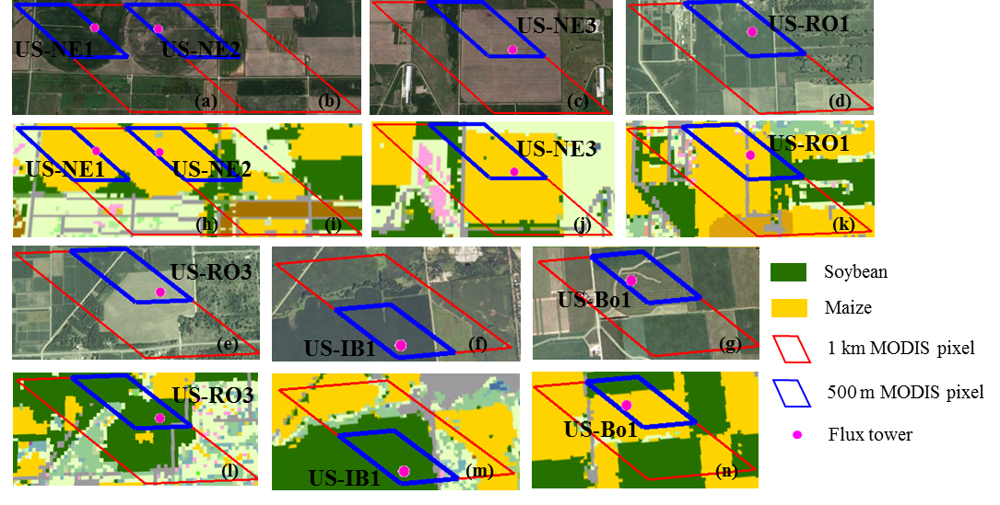 US-NE1
US-NE2
(a)
(b)
US-NE3
(c)
US-RO1
(d)
US-NE1
US-NE2
(h)
(i)
US-NE3
(j)
US-RO1
(k)
US-RO3
(e)
US-IB1
(f)
US-Bo1
(g)
US-RO3
(l)
US-IB1
(m)
US-Bo1
(n)
Soybean
Maize
1 km MODIS pixel
500 m MODIS pixel
Flux tower